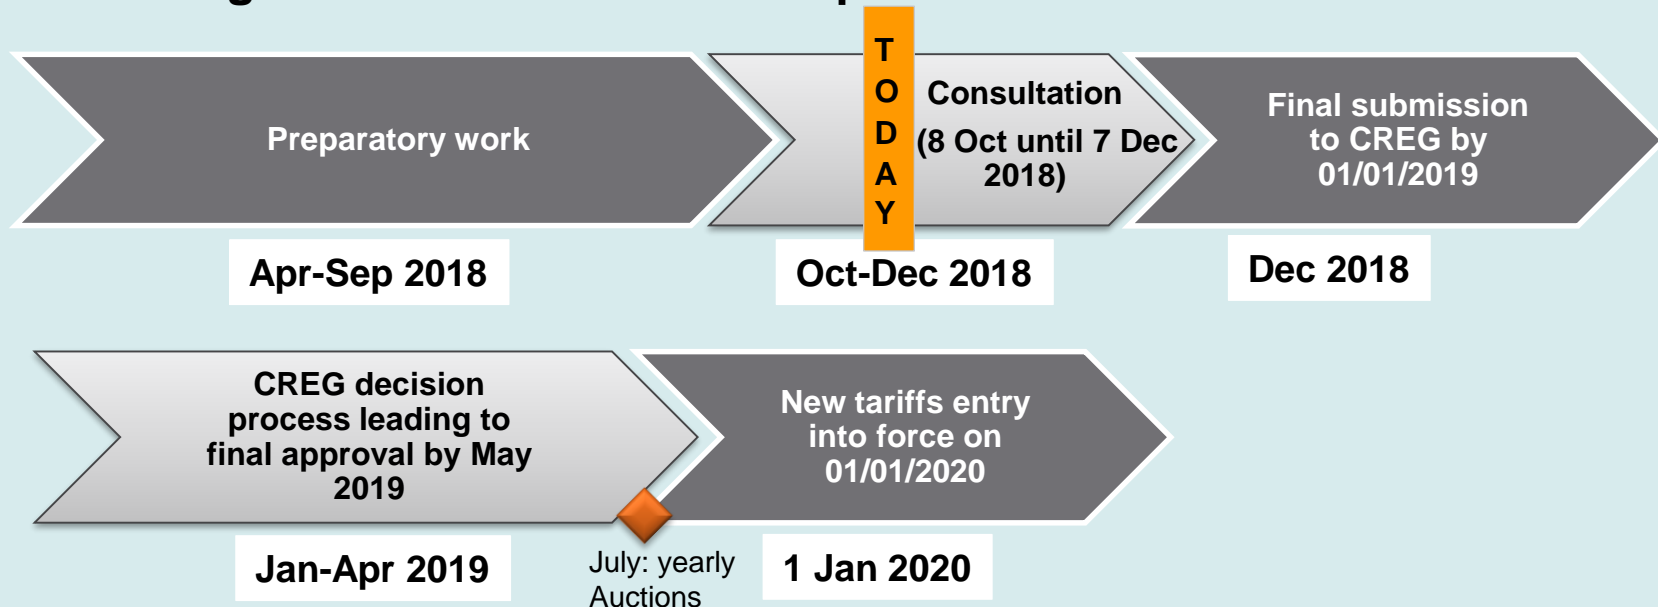 Preparatory work
T
O
D
A
Y
Consultation
(8 Oct until 7 Dec
2018)
Final submission
to CREG by
01/01/2019
Apr-Sep 2018
Oct-Dec 2018
Dec 2018
CREG decision
process leading to
final approval by May
2019
New tariffs entry
into force on
01/01/2020
Jan-Apr 2019
July: yearly
Auctions
1 Jan 2020